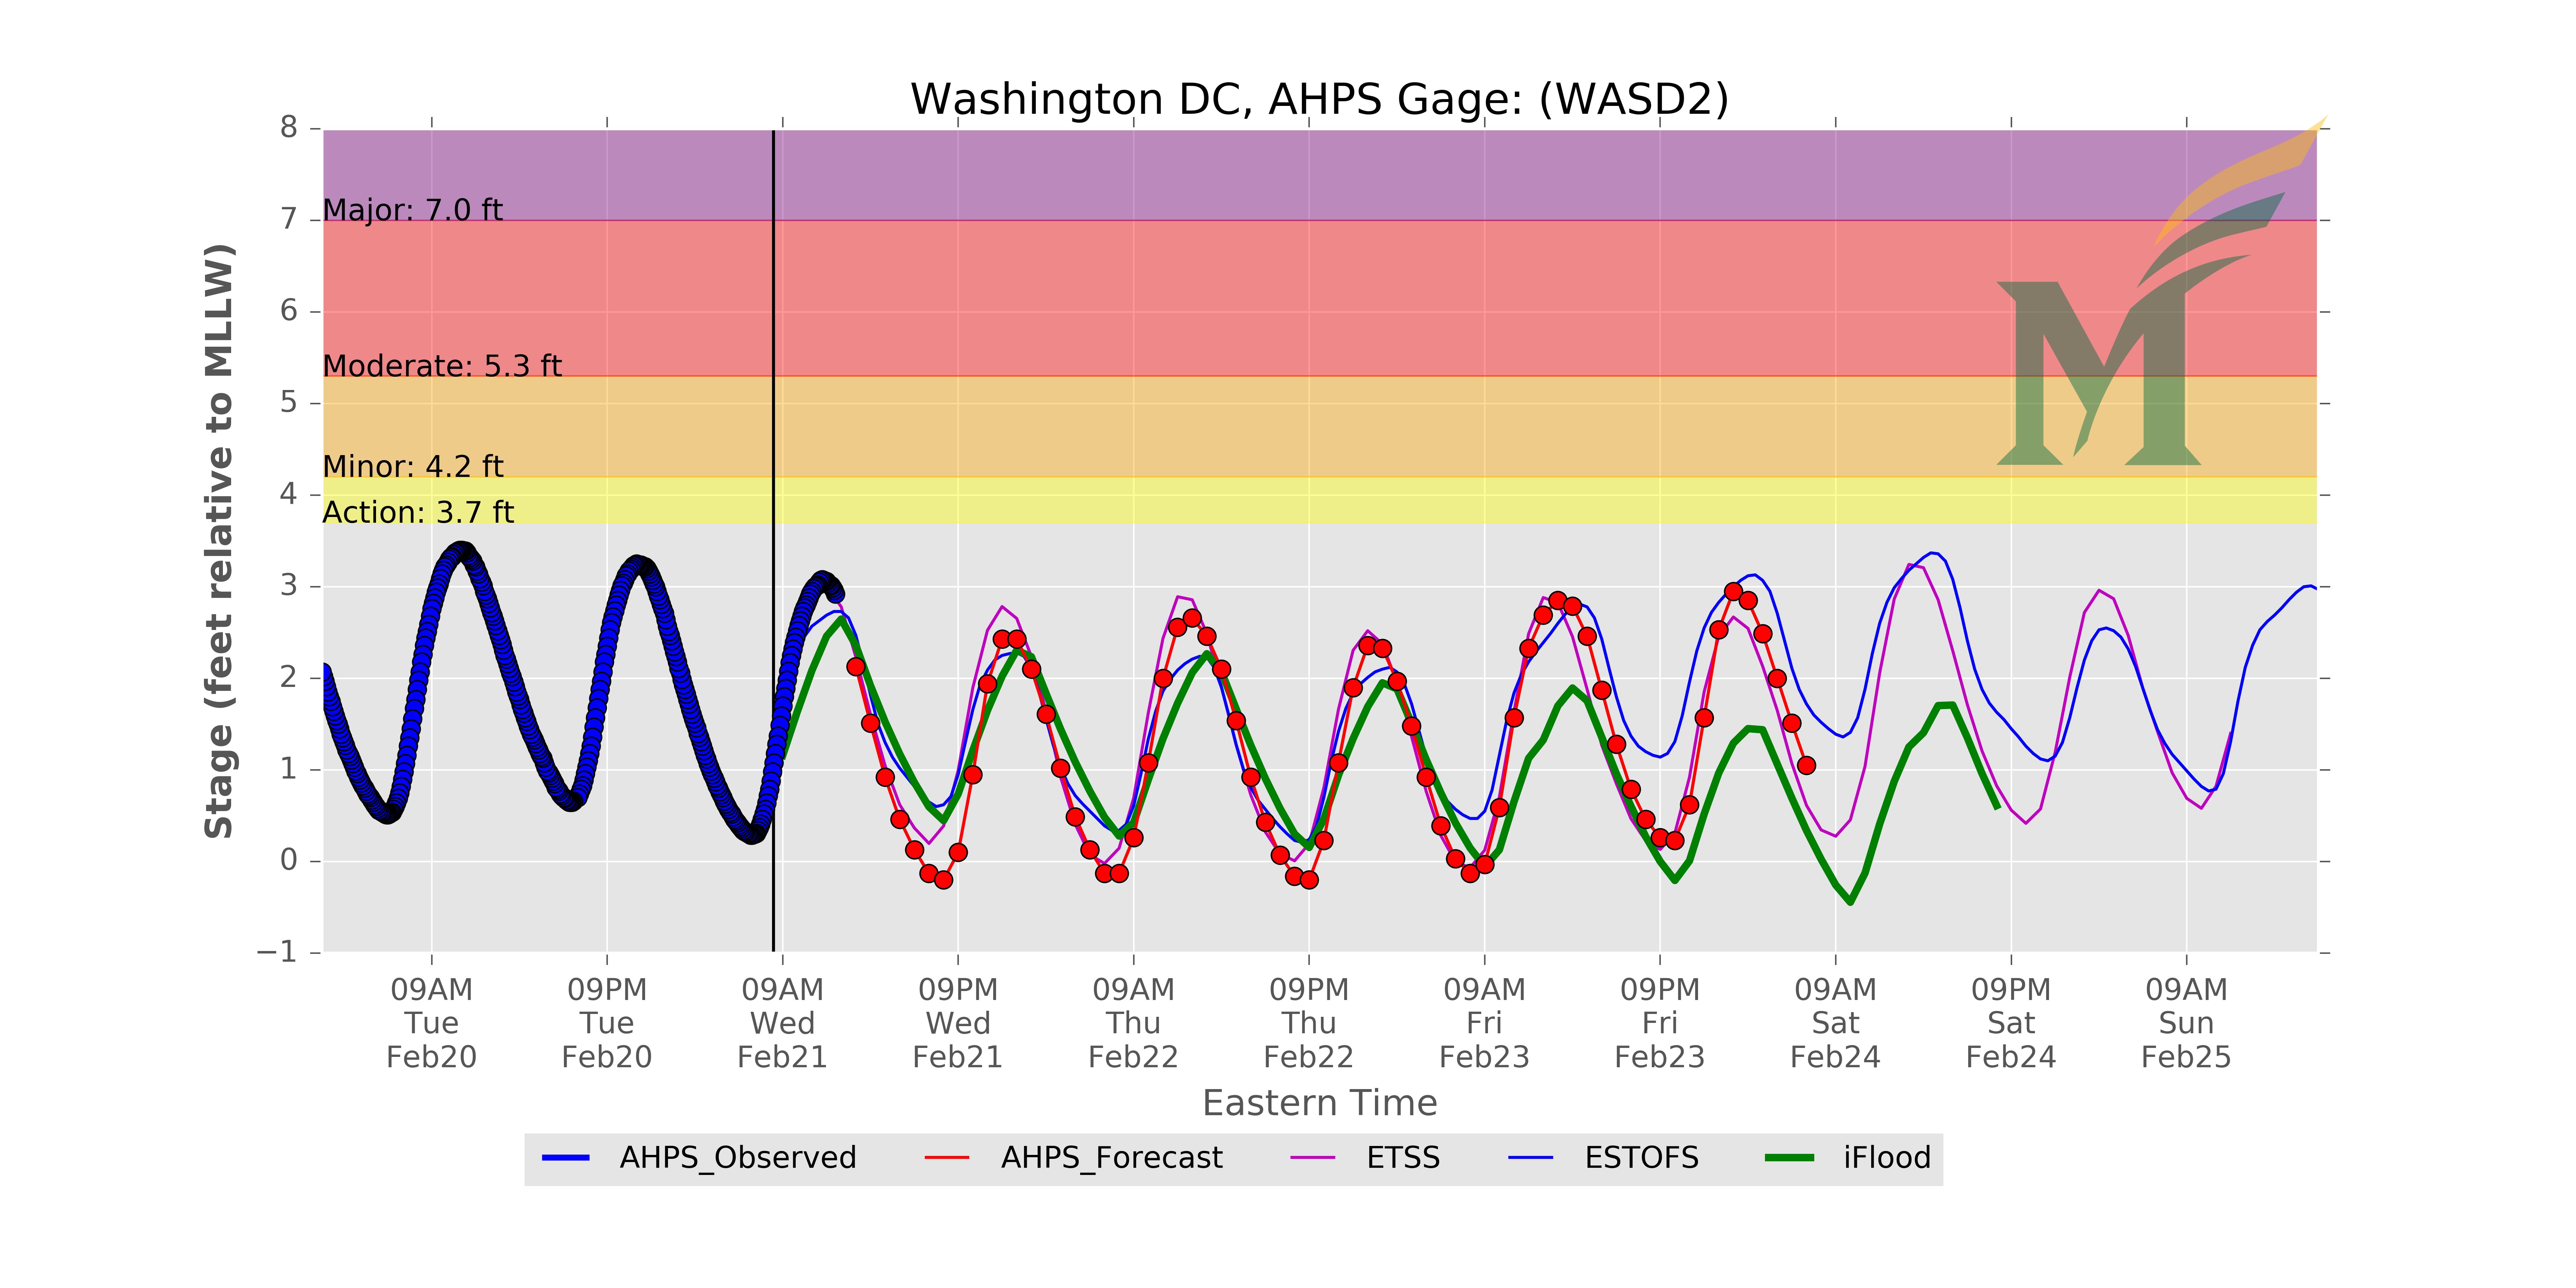 Washington DC, AHPS Gage: (WASD2)
Stage (feet relative to MLLW)
8
7
6
5
4
3
2
1
0
−1
Major: 7.0 ft
Moderate: 5.3 ft
Minor: 4.2 ft
Action: 3.7 ft
M
09AM 09PM 09AM 09PM 09AM 09PM 09AM 09PM 09AM 09PM 09AM
Tue Tue Wed Wed Thu Thu Fri Fri Sat Sat Sun
Feb20 Feb20 Feb21 Feb21 Feb22 Feb22 Feb23 Feb23 Feb24 Feb24 Feb25
Eastern Time
AHPS_Observed AHPS_Forecast ETSS ESTOFS iFlood